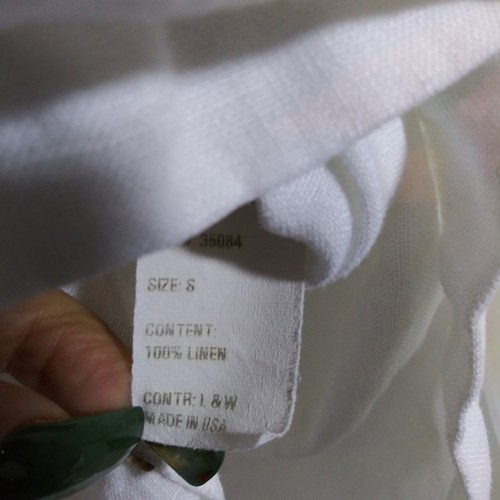 35084
SIZE: S
CONTENT:
100% LINEN
CONTR: L & W
MADE IN USA